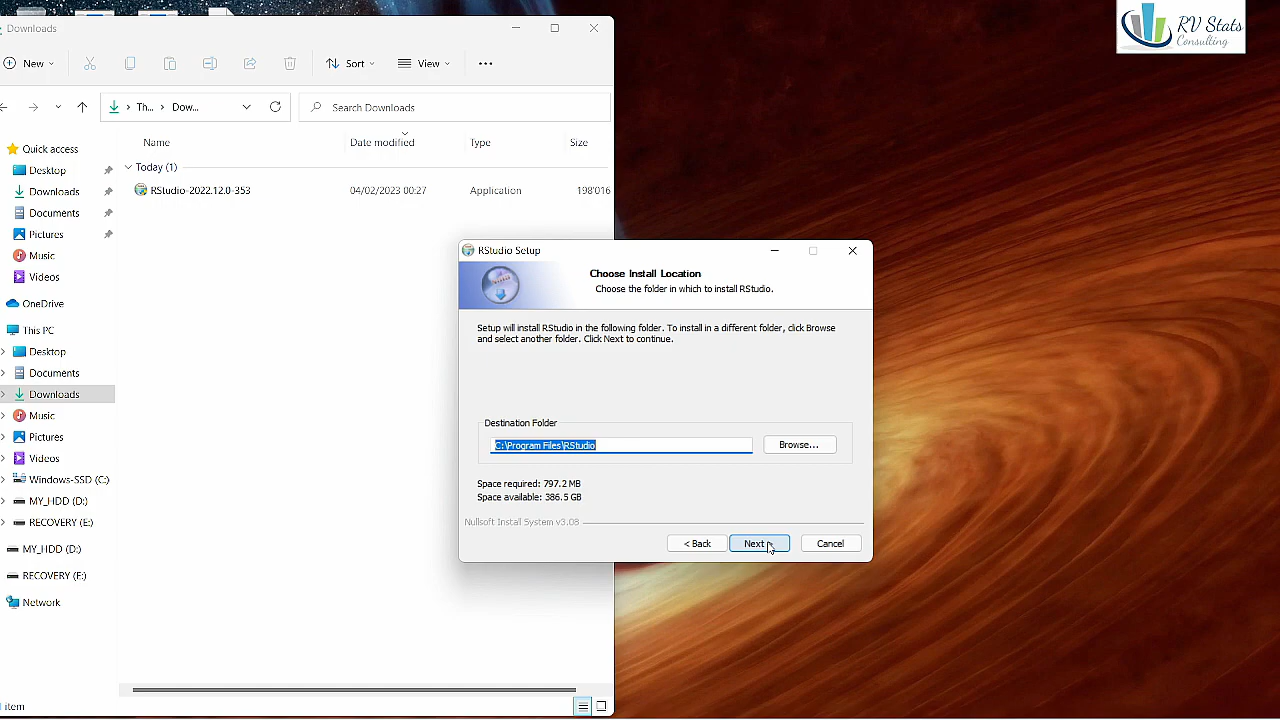 Downloads
New
Sort
View
Th...
Dow...
Search Downloads
Name
Date modified
Type
Size
Quick access
Desktop
Downloads
Documents
Pictures
Music
Videos
OneDrive
This PC
Desktop
Documents
Downloads
Music
Pictures
Videos
Windows-SSD (C:)
MY_HDD (D:)
RECOVERY (E:)
MY_HDD (D:)
RECOVERY (E:)
Network
Today (1)
RStudio-2022.12.0-353
04/02/2023 00:27
Application
198'016
item
RStudio Setup
Choose Install Location
Choose the folder in which to install RStudio.
Setup will install RStudio in the following folder. To install in a different folder, click Browse
and select another folder. Click Next to continue.
Destination Folder
C:\Program Files\RStudio
Browse...
Space required: 797.2 MB
Space available: 386.5 GB
Nullsoft Install System v3.08
< Back
Next
Cancel
RV Stats
Consulting